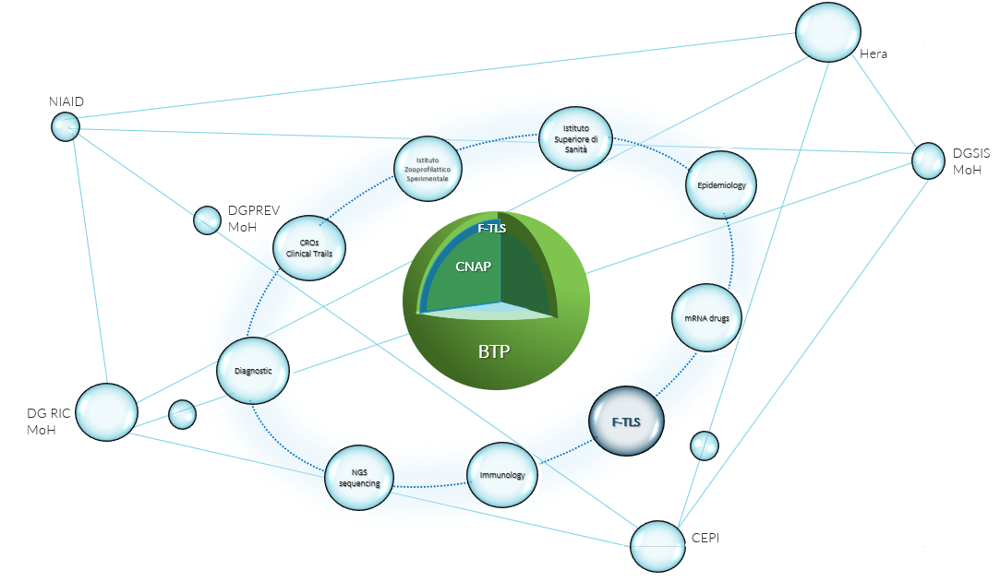 Hera
NIAID
Istituto
Superiore di
Sanità
DGSIS
MoH
Istituto
Zooprofilattico
Sperimentale
Epidemiology
DGPREV
MoH
CROs
Clinical Trails
F-TLS
CNAP
mRNA drugs
BTP
Diagnostic
DG RIC
MoH
F-TLS
NGS
sequencing
Immunology
CEPI